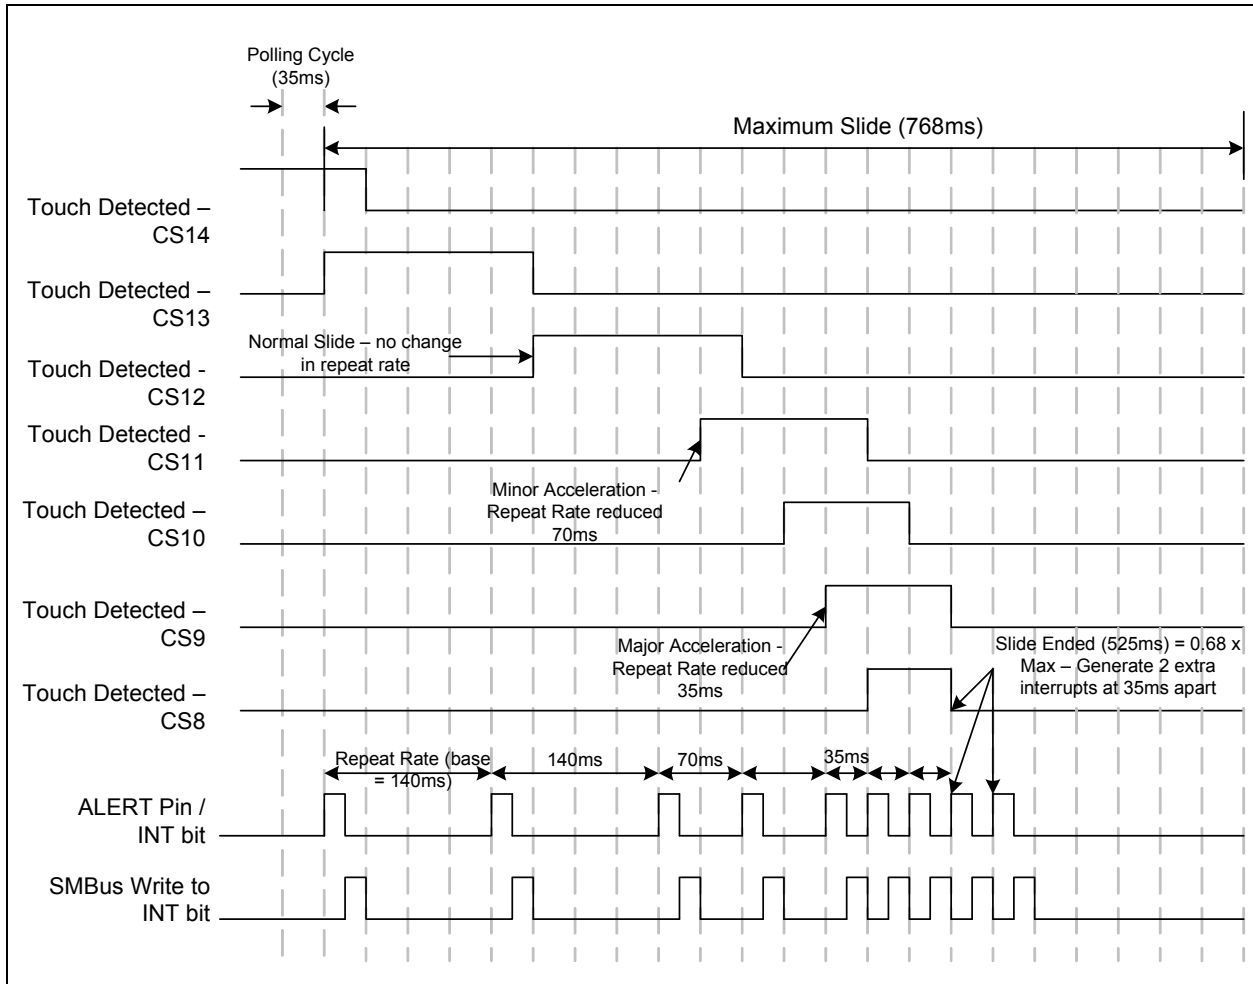 Polling Cycle
(35ms)
Maximum Slide (768ms)
Touch Detected –
CS14
Touch Detected –
CS13
Normal Slide – no change
in repeat rate
Touch Detected -
CS12
Touch Detected -
CS11
Minor Acceleration -
Repeat Rate reduced
70ms
Touch Detected –
CS10
Touch Detected –
CS9
Major Acceleration -
Repeat Rate reduced
35ms
Slide Ended (525ms) = 0.68 x
Max – Generate 2 extra
interrupts at 35ms apart
Touch Detected –
CS8
Repeat Rate (base
= 140ms)
140ms
70ms
35ms
ALERT Pin /
INT bit
SMBus Write to
INT bit